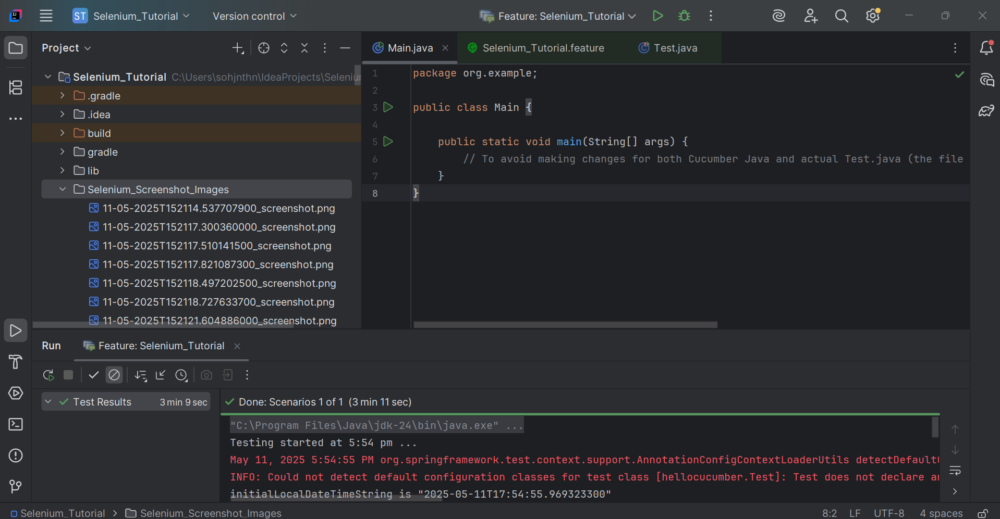 ST Selenium_Tutorial Version control Feature: Selenium_Tutorial
Project
Main.java Selenium_Tutorial.feature Test.java
Selenium_Tutorial C:\Users\sohjnthn\IdeaProjects\Seleniu
.gradle
.idea
build
gradle
lib
Selenium_Screenshot_Images
11-05-2025T152114.537707900_screenshot.png
11-05-2025T152117.300360000_screenshot.png
11-05-2025T152117.510141500_screenshot.png
11-05-2025T152117.821087300_screenshot.png
11-05-2025T152118.497202500_screenshot.png
11-05-2025T152118.727633700_screenshot.png
11-05-2025T152121.604886000_screenshot.png
1 package org.example;
2
3 public class Main {
4
5 public static void main(String[] args) {
6 // To avoid making changes for both Cucumber Java and actual Test.java (the file
7 }
8 }
Run Feature: Selenium_Tutorial
Test Results 3 min 9 sec
Done: Scenarios 1 of 1 (3 min 11 sec)
"C:\Program Files\Java\jdk-24\bin\java.exe" ...
Testing started at 5:54 pm ...
May 11, 2025 5:54:55 PM org.springframework.test.context.support.AnnotationConfigContextLoaderUtils detectDefault
INFO: Could not detect default configuration classes for test class [hellocucumber.Test]: Test does not declare
initialLocalDateTimeString is "2025-05-11T17:54:55.969323300"
Selenium_Tutorial > Selenium_Screenshot_Images 8:2 LF UTF-8 4 spaces